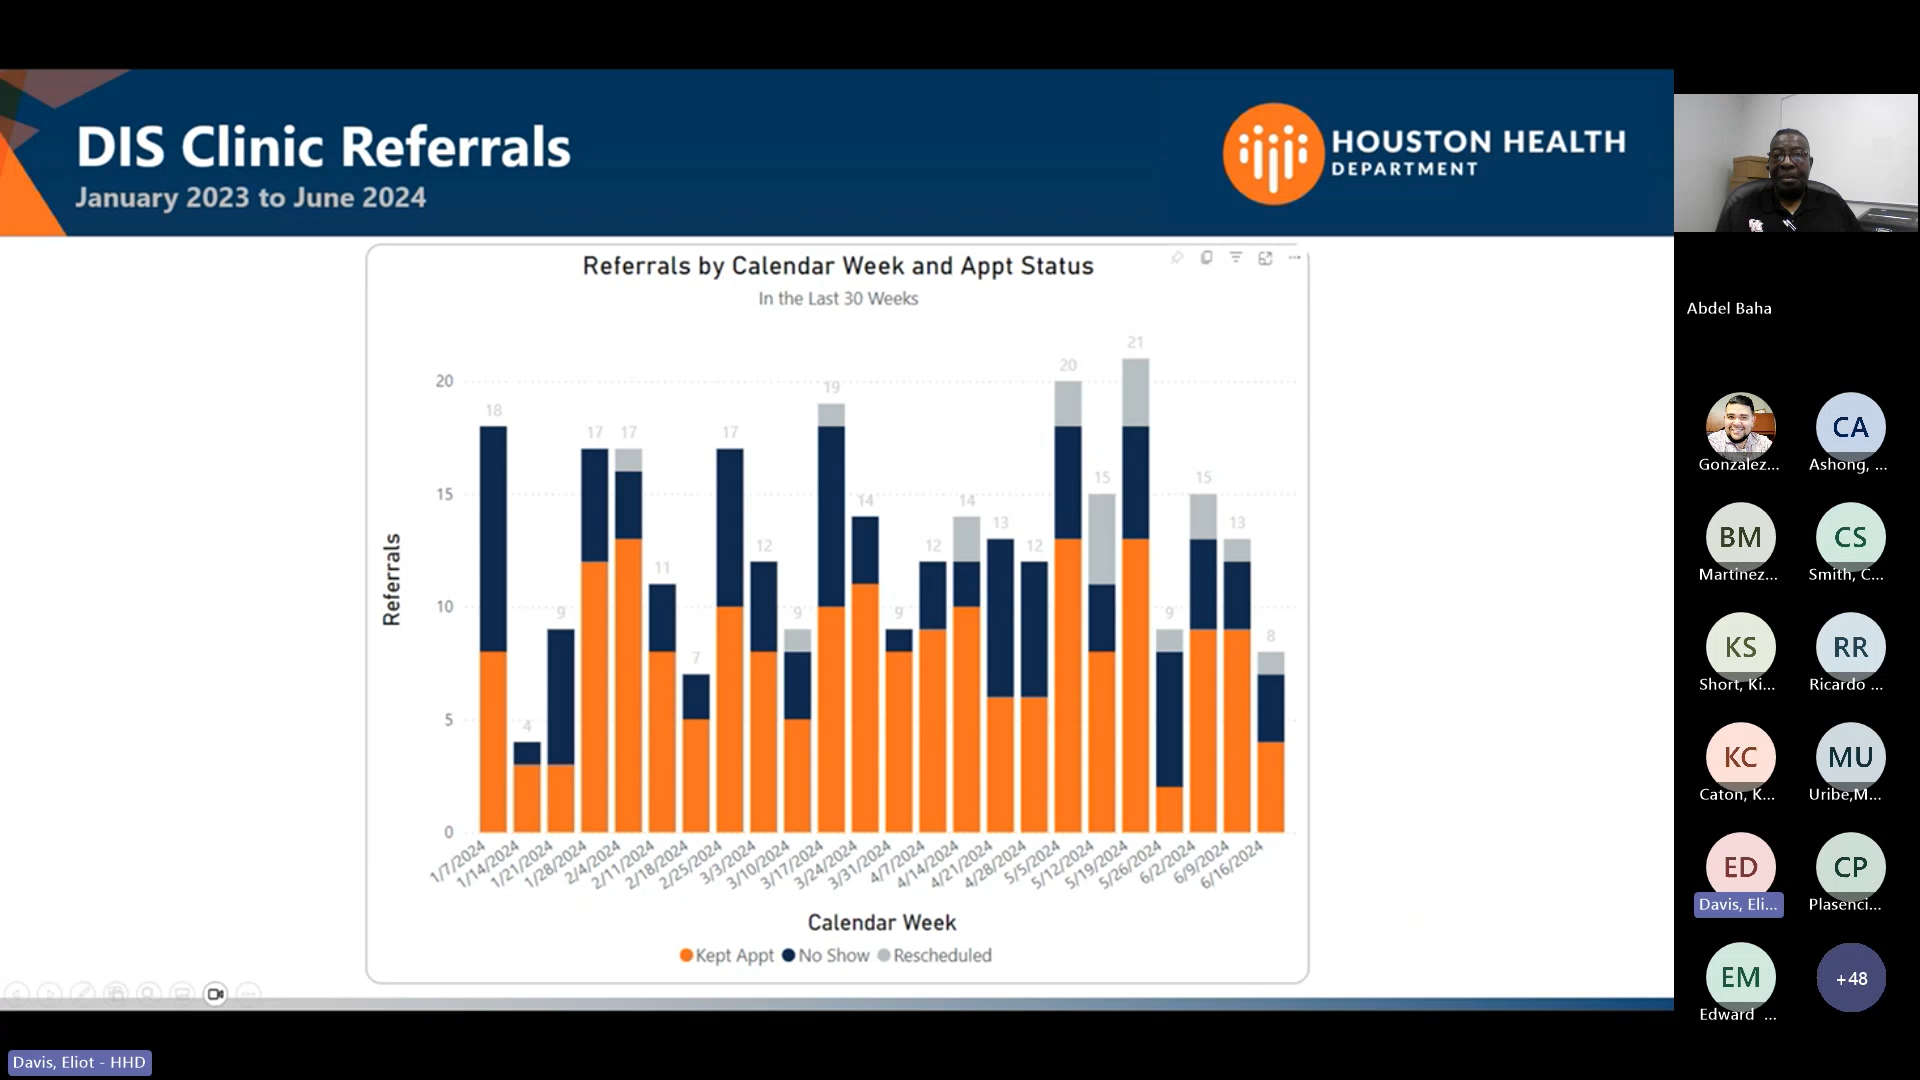 DIS Clinic Referrals
January 2023 to June 2024
HOUSTON HEALTH
DEPARTMENT
Referrals by Calendar Week and Appt Status
In the Last 30 Weeks
Referrals
20
15
10
5
0
18
4
9
17
17
11
7
17
12
9
19
14
9
12
14
13
12
20
15
21
9
15
13
8
1/7/2024
1/14/2024
1/21/2024
1/28/2024
2/4/2024
2/11/2024
2/18/2024
2/25/2024
3/3/2024
3/10/2024
3/17/2024
3/24/2024
3/31/2024
4/7/2024
4/14/2024
4/21/2024
4/28/2024
5/5/2024
5/12/2024
5/19/2024
5/26/2024
6/2/2024
6/9/2024
6/16/2024
Calendar Week
Kept Appt No Show Rescheduled
Abdel Baha
CA
Gonzalez... Ashong, ...
BM CS
Martinez... Smith, C...
KS RR
Short, Ki... Ricardo ...
KC MU
Caton, K... Uribe,M...
ED CP
Davis, Eli... Plasenci...
EM +48
Edward ...
Davis, Eliot - HHD